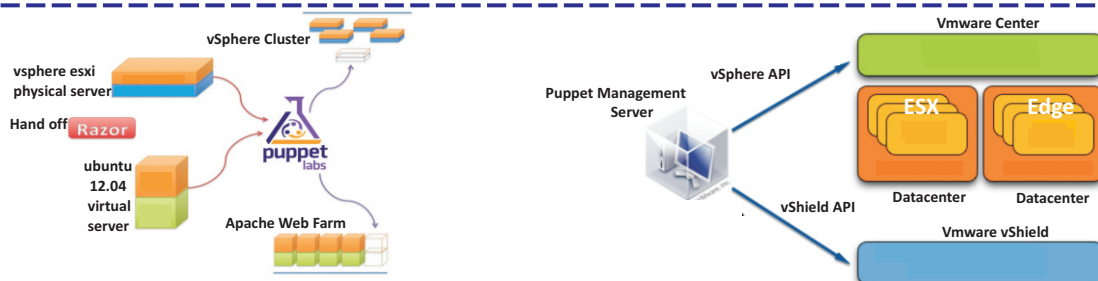 vSphere Cluster
vsphere esxi
physical server
Hand off
Razor
puppet
labs
ubuntu
12.04
virtual
server
Apache Web Farm
Vmware Center
vSphere API
Puppet Management
Server
ESX
Edge
Datacenter
Datacenter
vShield API
Vmware vShield